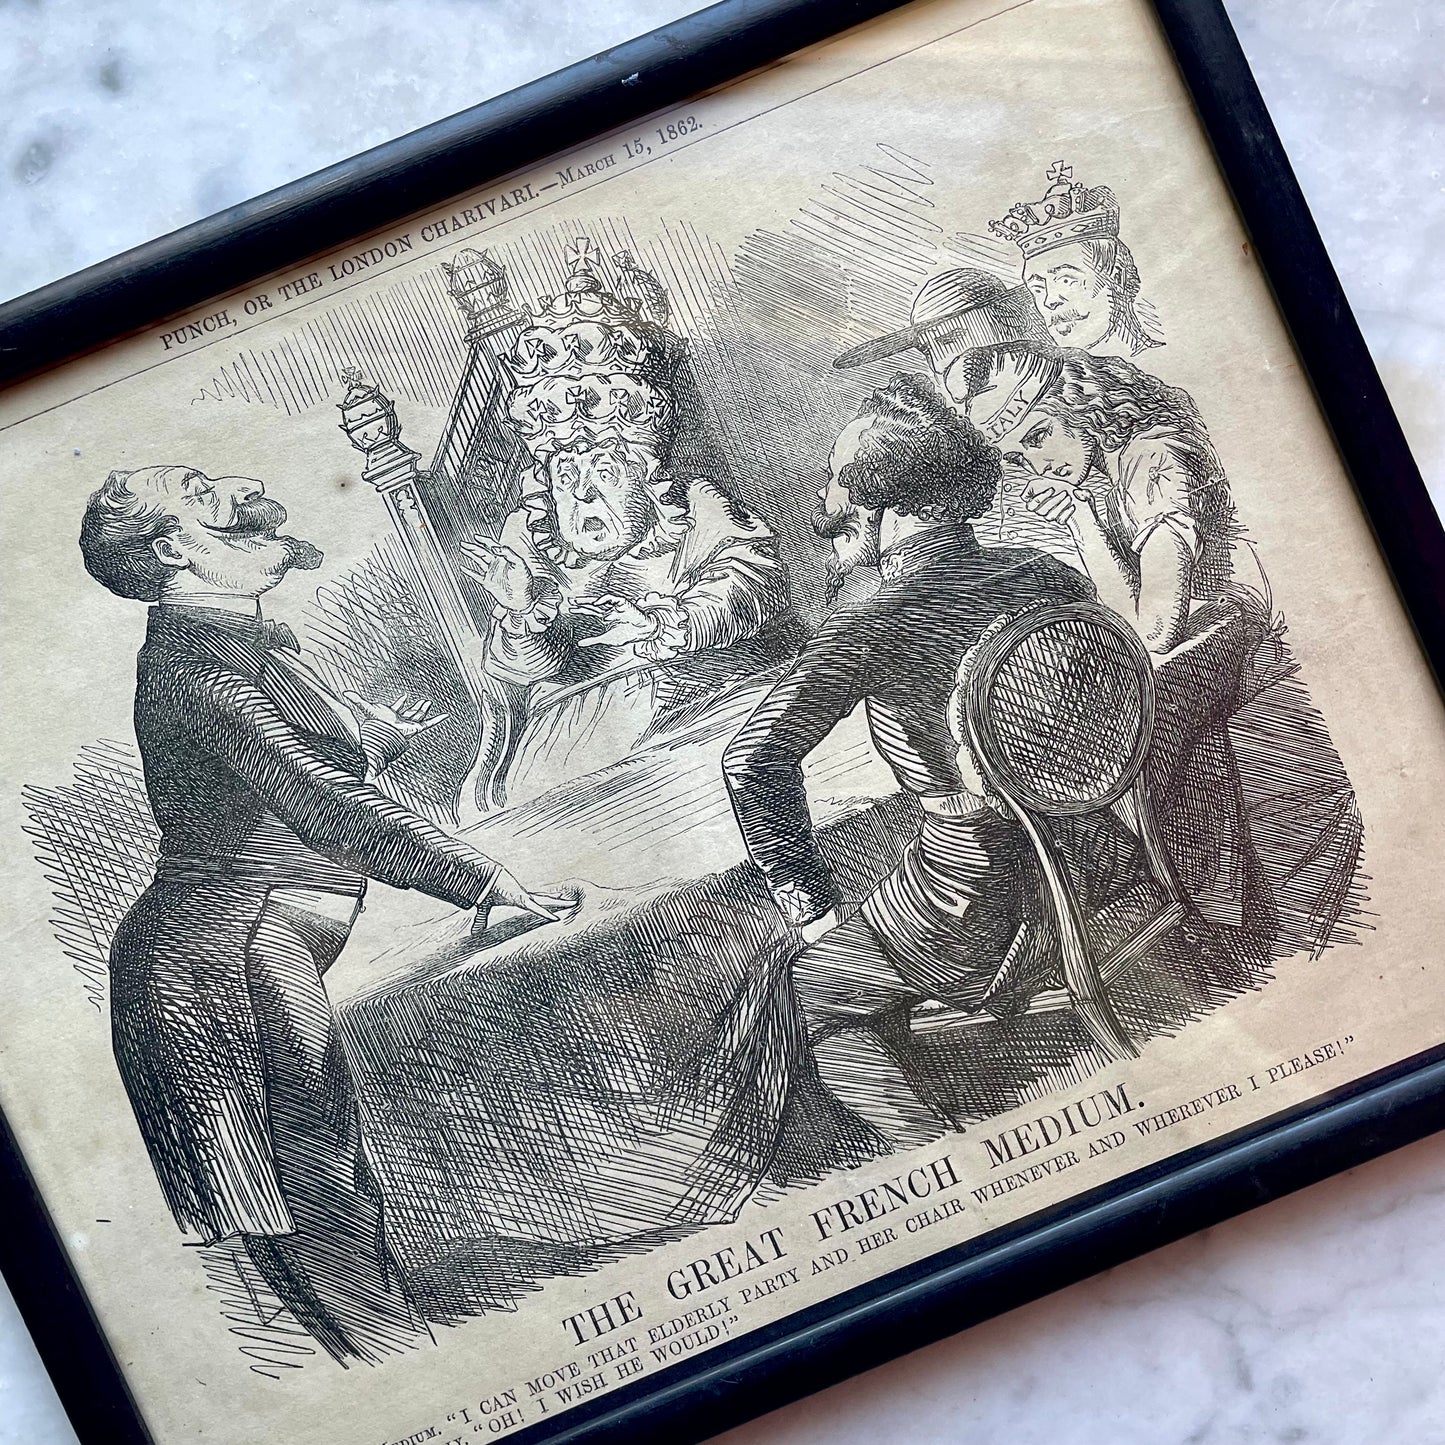 PUNCH, OR THE LONDON CHARIVARI.—March 15, 1862.
ITALY
THE GREAT FRENCH MEDIUM.
Medium. "I CAN MOVE THAT ELDERLY PARTY AND HER CHAIR WHENEVER AND WHEREVER I PLEASE!"
"OH! I WISH HE WOULD!"